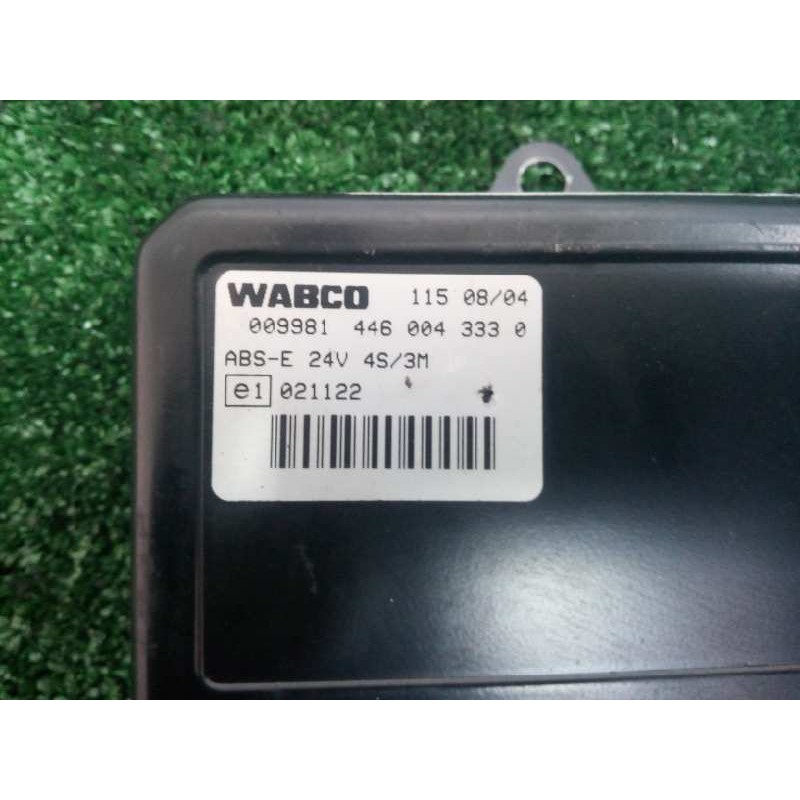 WABCO 115 08/04
009981 446 004 333 0
ABS-E 24V 4S/3M
e1 021122